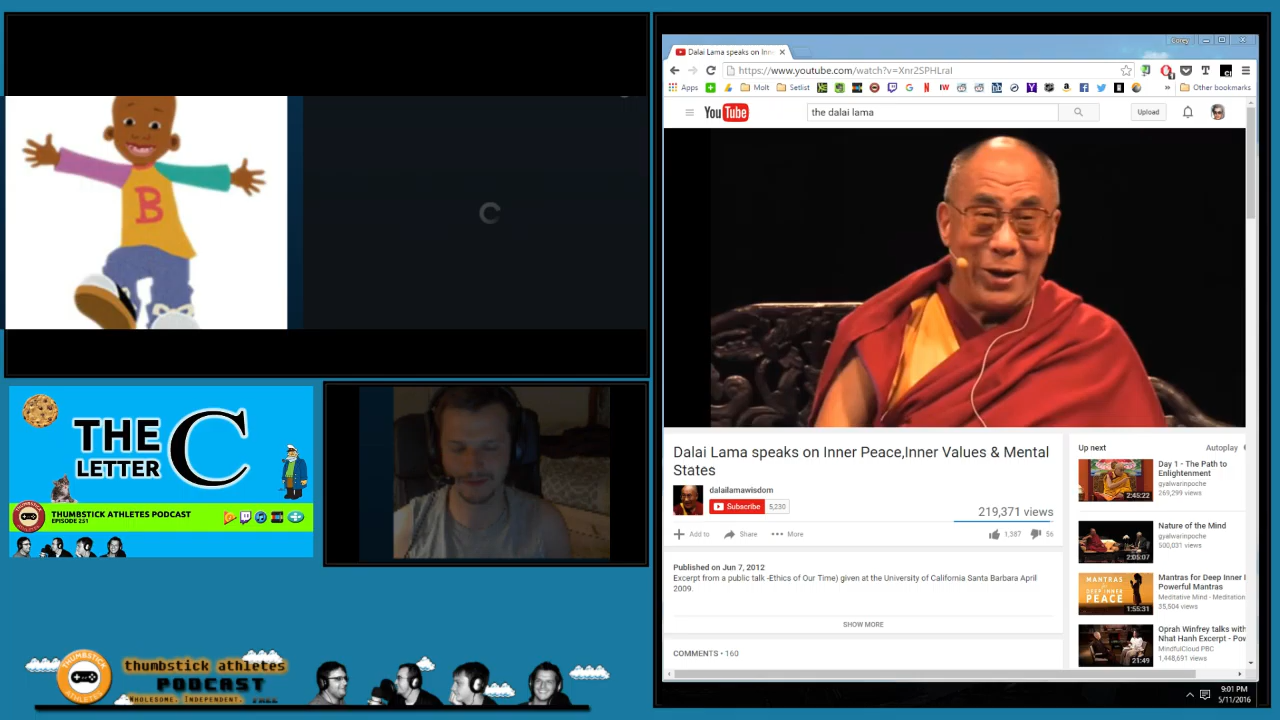 B
THE
LETTER
C
THUMBSTICK ATHLETES PODCAST
EPISODE 251
THUMBSTICK
ATHLETES
thumbstick athletes
PODCAST
Wholesome. Independent. Free
Dalai Lama speaks on Inn
Casey
https://www.youtube.com/watch?v=Xnr2SPHLraI
Apps
Molt
Setlist
Other bookmarks
YouTube
the dalai lama
Upload
Dalai Lama speaks on Inner Peace,Inner Values & Mental
States
dalailamawisdom
Subscribe 5,230
219,371 views
Add to Share More 1,387 56
Published on Jun 7, 2012
Excerpt from a public talk -Ethics of Our Time) given at the University of California Santa Barbara April
2009.
SHOW MORE
COMMENTS • 160
Up next Autoplay
Day 1 - The Path to
Enlightenment
gyalwarinpoche
269,299 views
2:45:22
Nature of the Mind
gyalwarinpoche
500,031 views
2:05:07
Mantras for Deep Inner
Powerful Mantras
Meditative Mind - Meditation
35,504 views
MANTRAS
DEEP INNER
PEACE
1:55:31
Oprah Winfrey talks with
Nhat Hanh Excerpt - Pow
MindfulCloud PBC
1,448,691 views
21:49
9:01 PM
5/11/2016